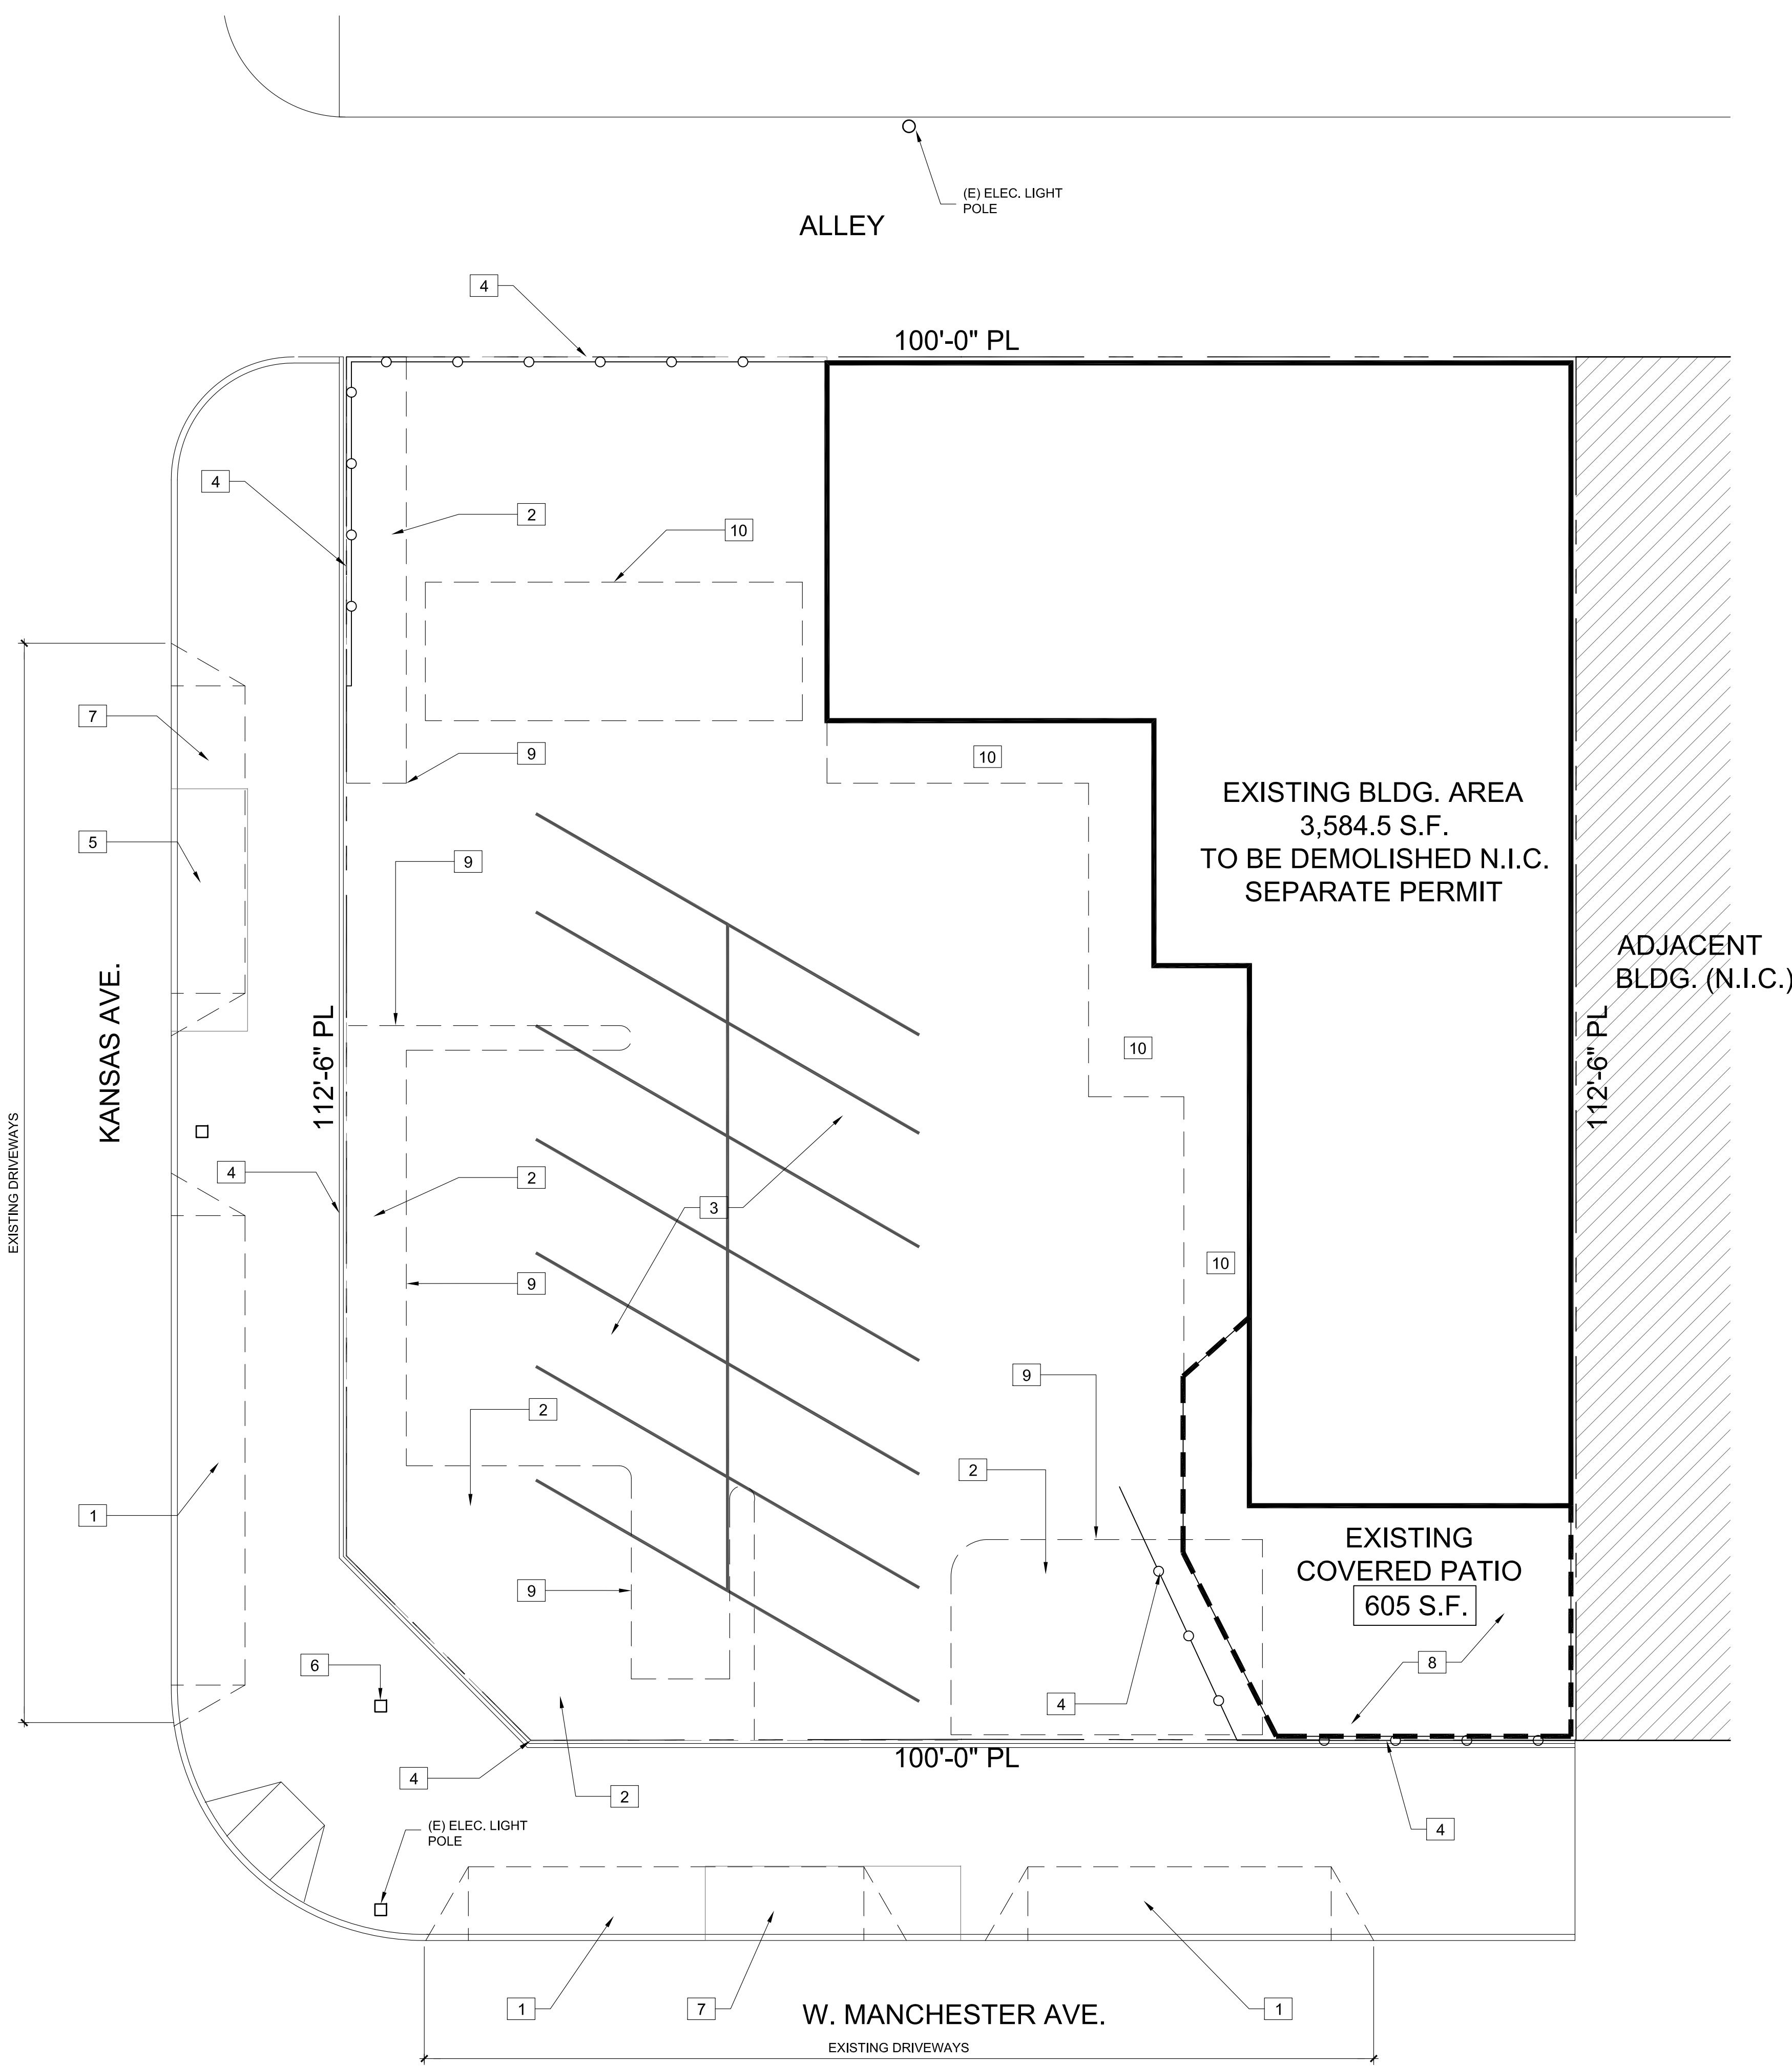 (E) ELEC. LIGHT
POLE
ALLEY
4
100'-0" PL
4
2
10
7
9
10
EXISTING BLDG. AREA
3,584.5 S.F.
TO BE DEMOLISHED N.I.C.
SEPARATE PERMIT
5
9
ADJACENT
BLDG. (N.I.C.)
KANSAS AVE.
112'-6" PL
10
112'-6" PL
EXISTING DRIVEWAYS
4
2
3
10
9
9
2
2
1
EXISTING
COVERED PATIO
605 S.F.
9
6
8
4
100'-0" PL
4
2
(E) ELEC. LIGHT
POLE
4
1
7
W. MANCHESTER AVE.
1
EXISTING DRIVEWAYS